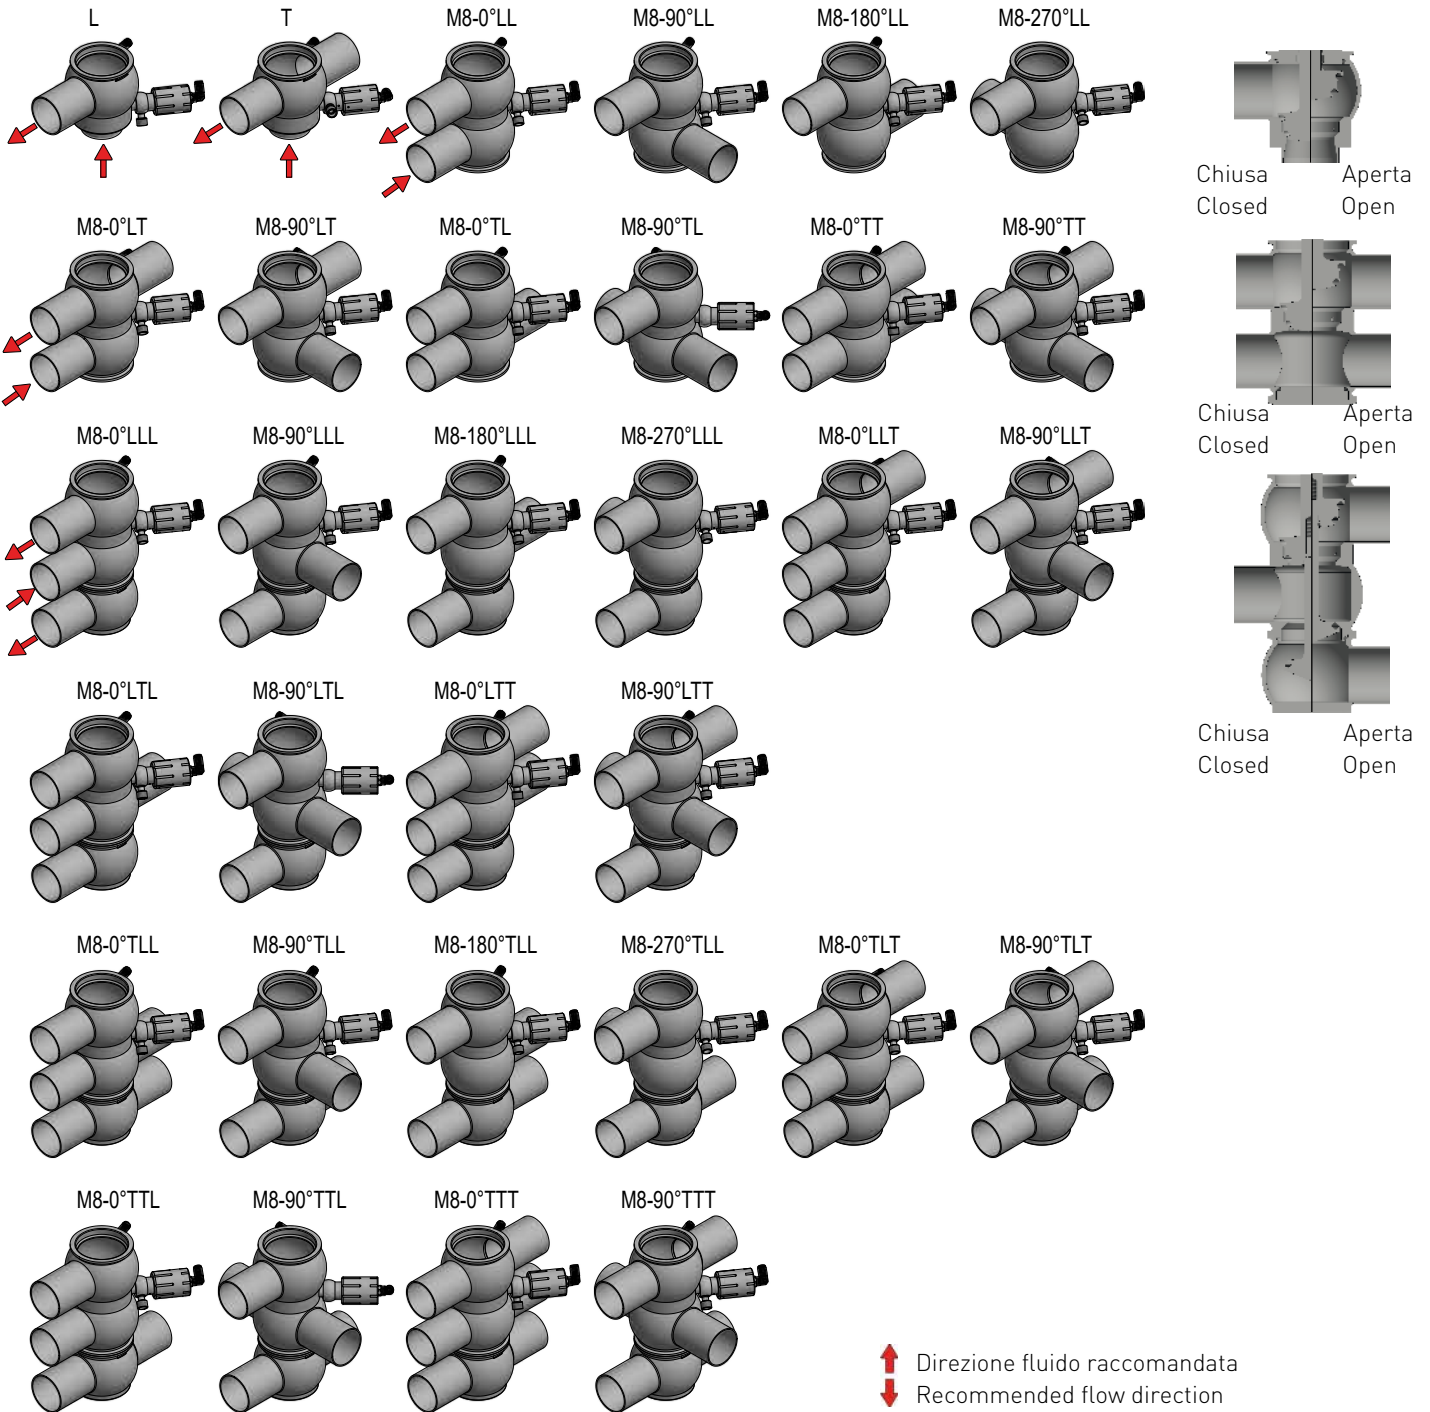 L T M8-0°LL M8-90°LL M8-180°LL M8-270°LL
Chiusa Aperta
Closed Open
M8-0°LT M8-90°LT M8-0°TL M8-90°TL M8-0°TT M8-90°TT
Chiusa Aperta
Closed Open
M8-0°LLL M8-90°LLL M8-180°LLL M8-270°LLL M8-0°LLT M8-90°LLT
M8-0°LTL M8-90°LTL M8-0°LTT M8-90°LTT
Chiusa Aperta
Closed Open
M8-0°TLL M8-90°TLL M8-180°TLL M8-270°TLL M8-0°TLT M8-90°TLT
M8-0°TTL M8-90°TTL M8-0°TTT M8-90°TTT
Direzione fluido raccomandata
Recommended flow direction